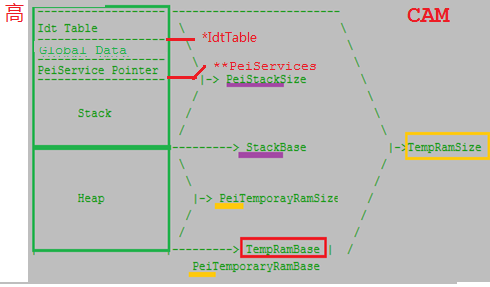 高
CAM
Idt Table
*IdtTable
Global Data
**PeiServices
PeiService Pointer
|-> PeiStackSize
Stack
-> StackBase
|->TempRamSize
Heap
|-> PeiTemporayRamSize
-> TempRamBase |
PeiTemporaryRamBase